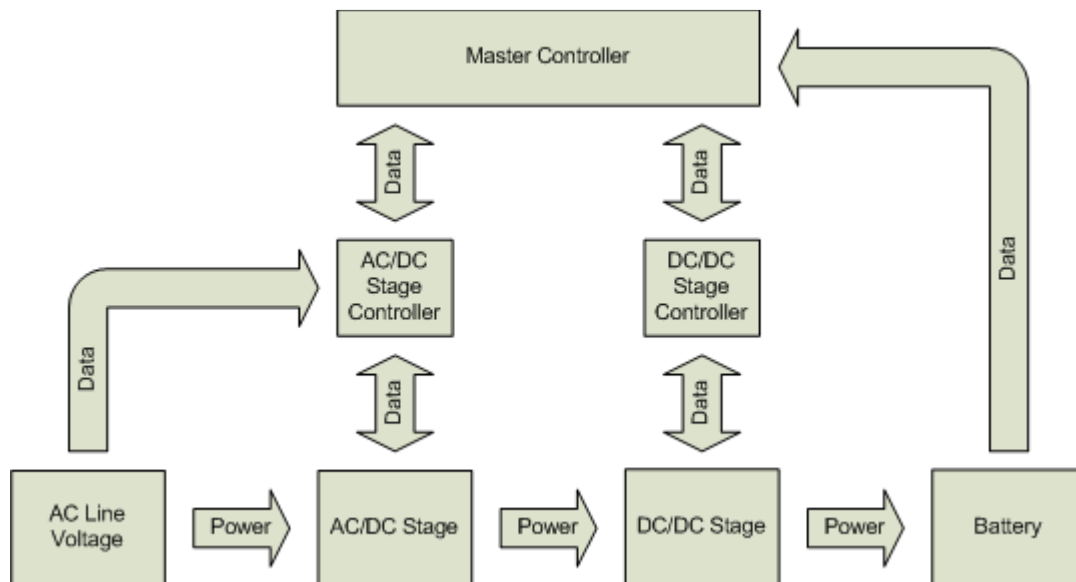 Master Controller
Data
Data
Data
AC/DC
Stage
Controller
DC/DC
Stage
Controller
Data
Data
Data
AC Line
Voltage
Power
AC/DC Stage
Power
DC/DC Stage
Power
Battery